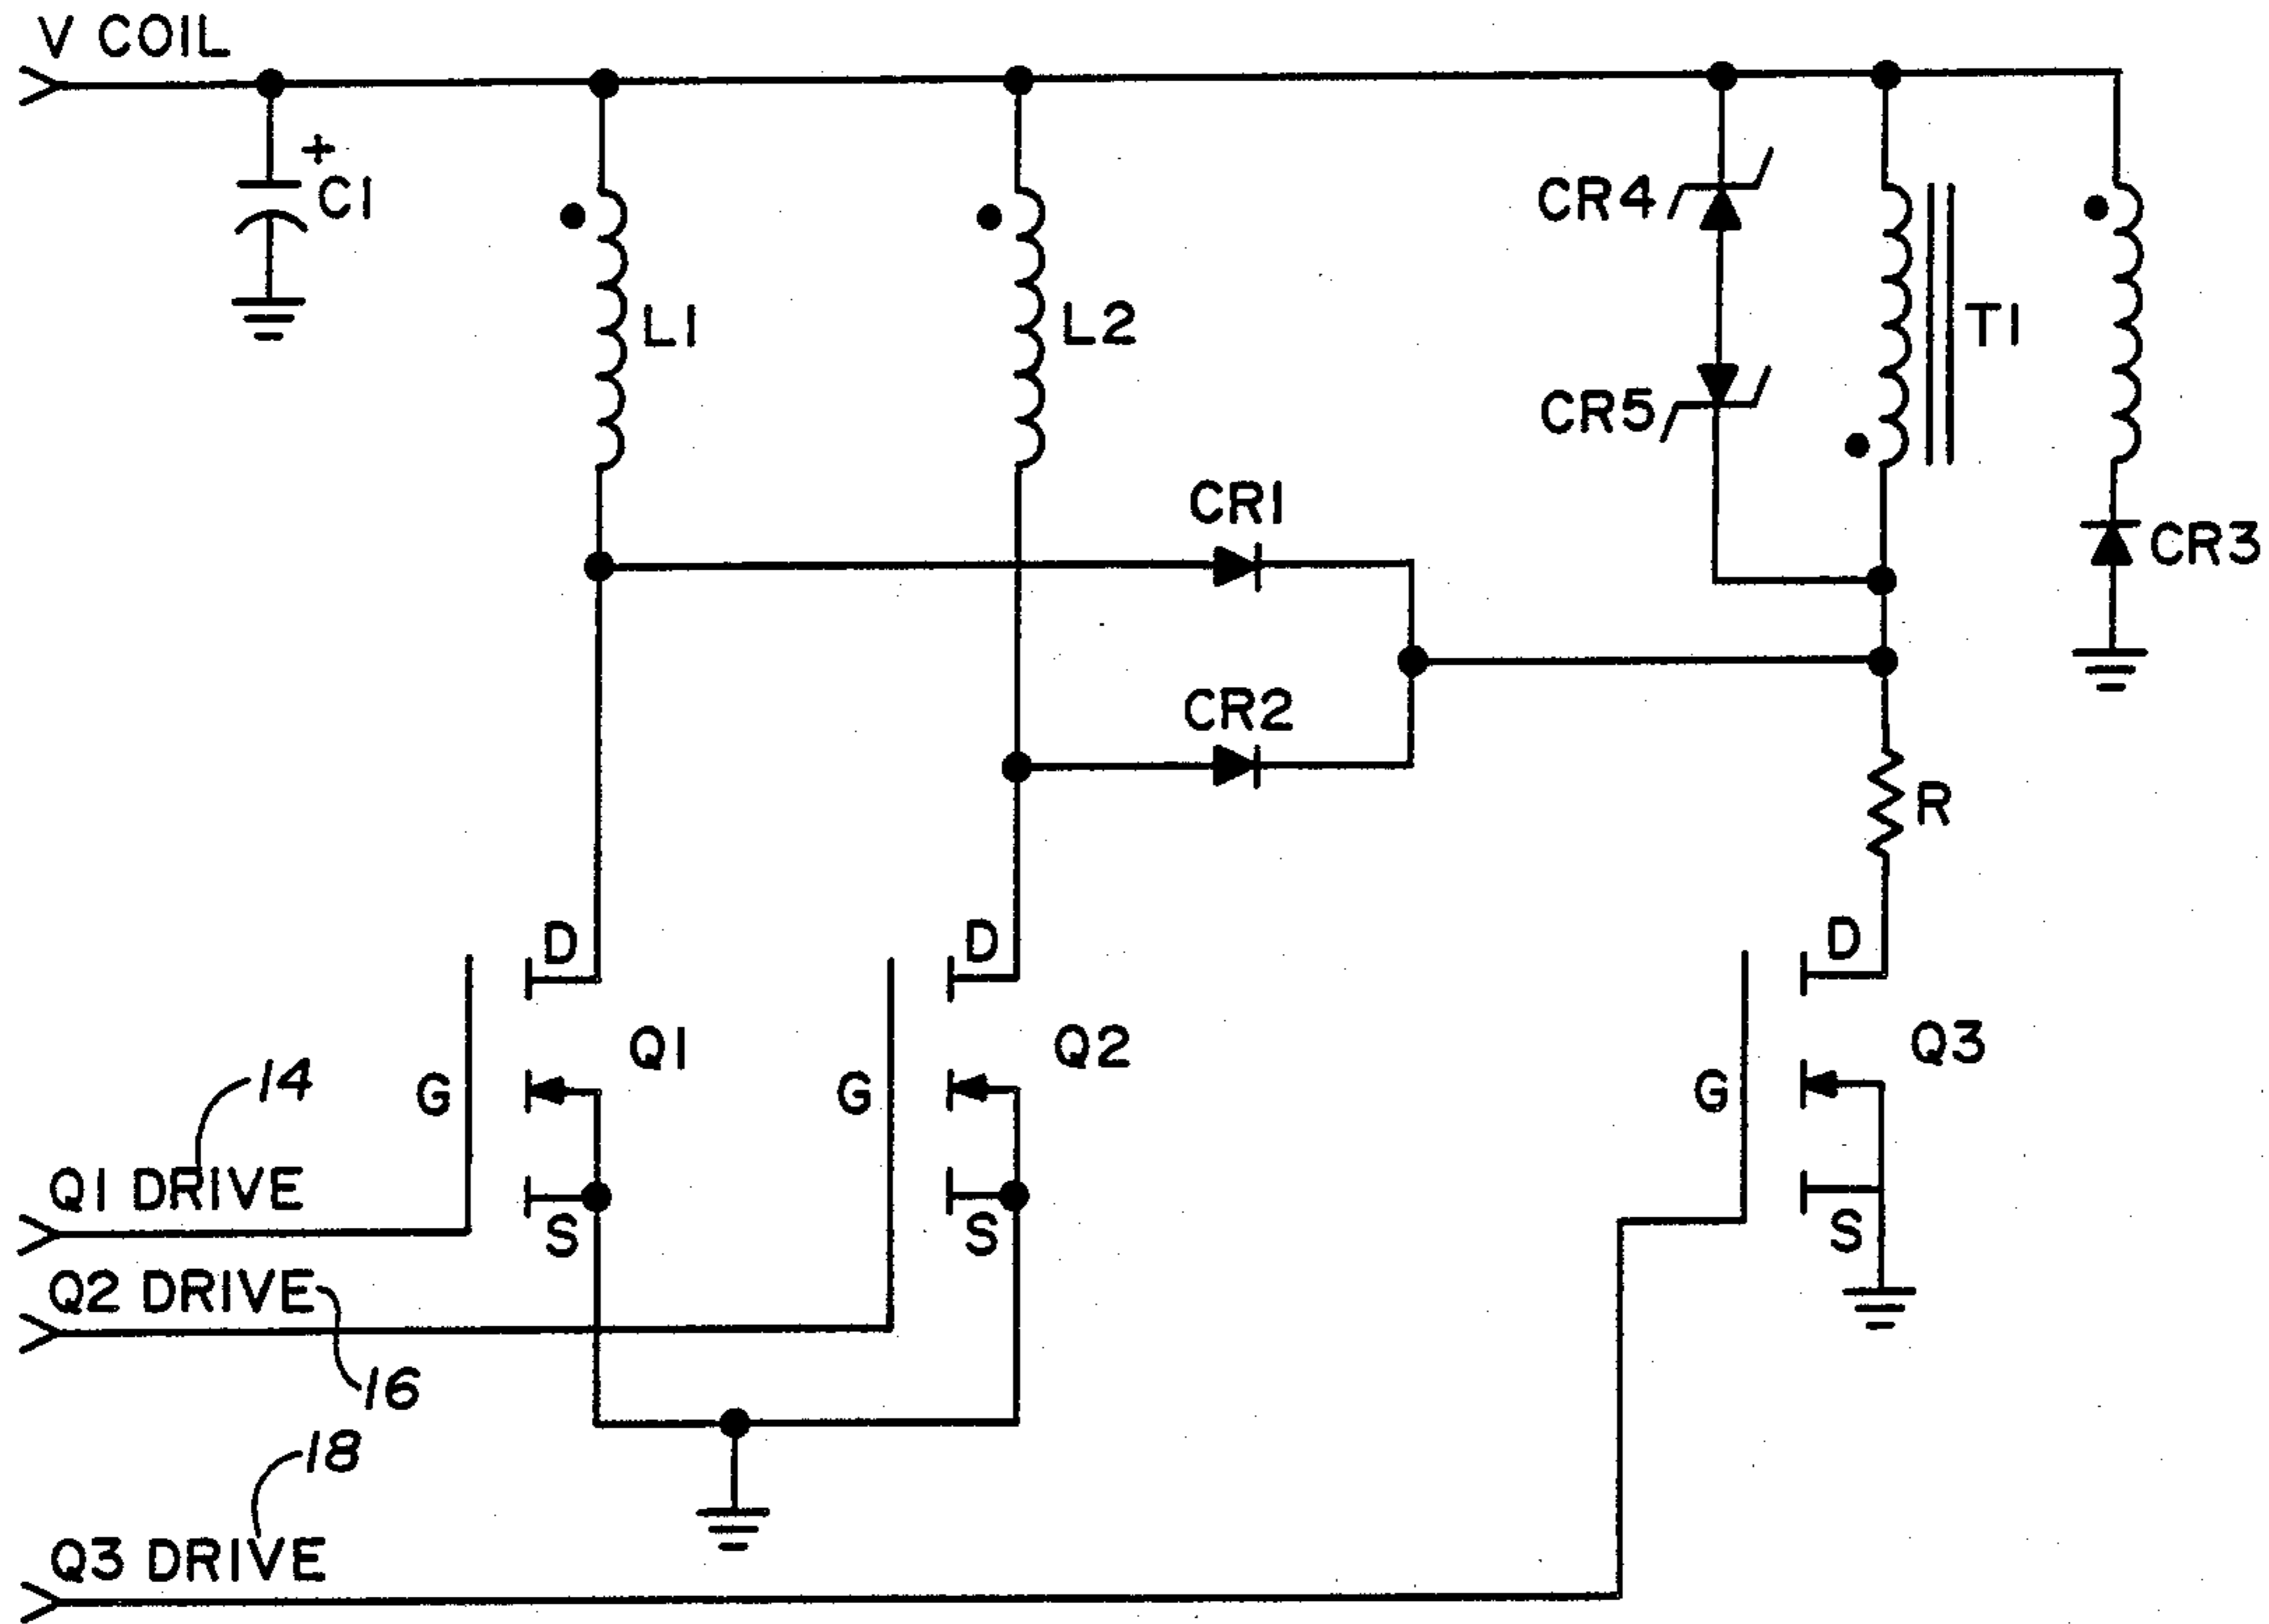 V COIL
+
C1
L1
L2
CR4
CR5
T1
CR3
CR1
CR2
R
D
D
D
Q1
Q2
Q3
G
G
G
14
Q1 DRIVE
S
S
S
Q2 DRIVE
16
18
Q3 DRIVE